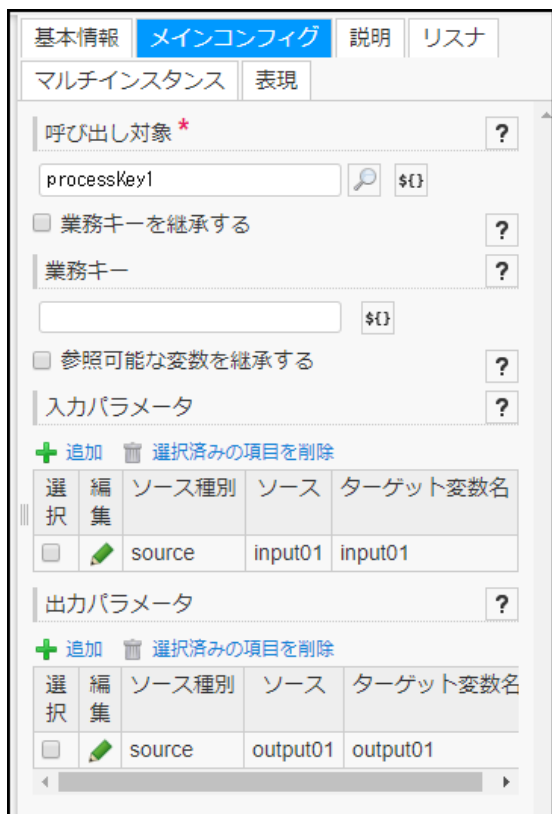 基本情報 メインコンフィグ 説明 リスナ
マルチインスタンス 表現
呼び出し対象 * ?
processKey1 ${}
業務キーを継承する ?
業務キー ?
${}
参照可能な変数を継承する ?
入力パラメータ ?
追加 選択済みの項目を削除
選択 編集 ソース種別 ソース ターゲット変数名
source input01 input01
出力パラメータ ?
追加 選択済みの項目を削除
選択 編集 ソース種別 ソース ターゲット変数名
source output01 output01